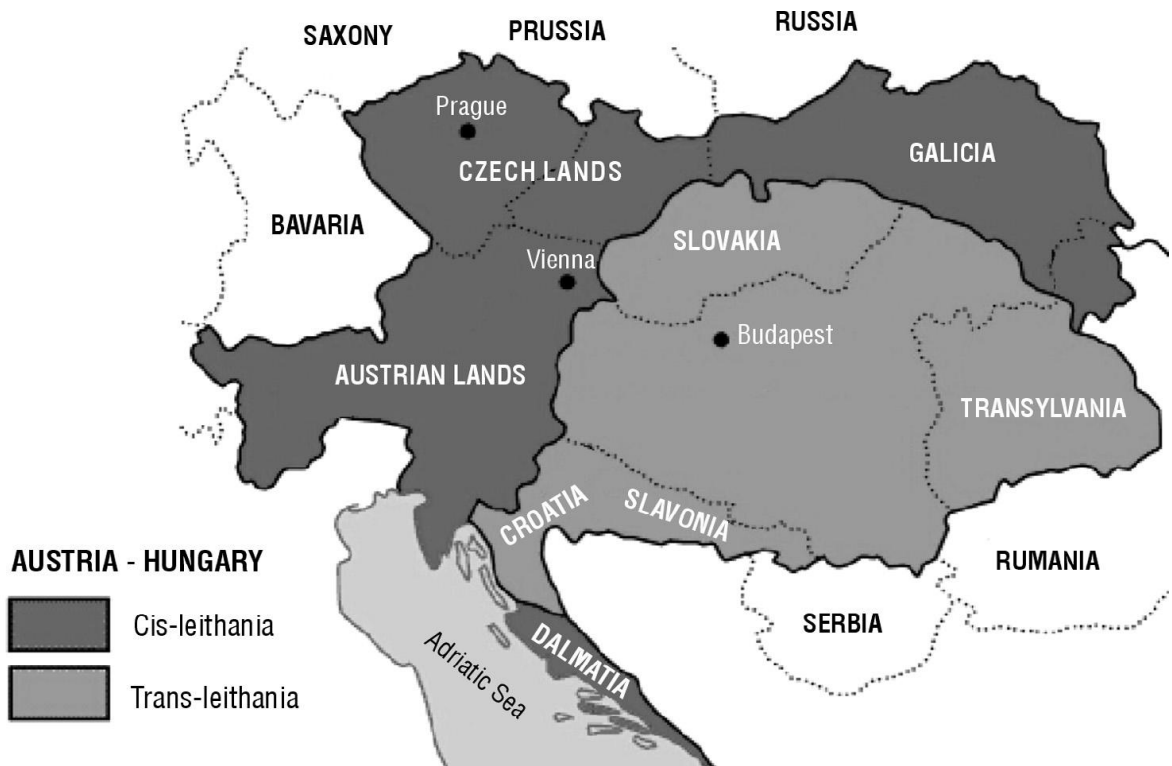 SAXONY
PRUSSIA
RUSSIA
Prague
CZECH LANDS
GALICIA
BAVARIA
SLOVAKIA
Vienna
Budapest
AUSTRIAN LANDS
TRANSYLVANIA
CROATIA
SLAVONIA
AUSTRIA - HUNGARY
RUMANIA
Cis-leithania
SERBIA
DALMATIA
Adriatic Sea
Trans-leithania